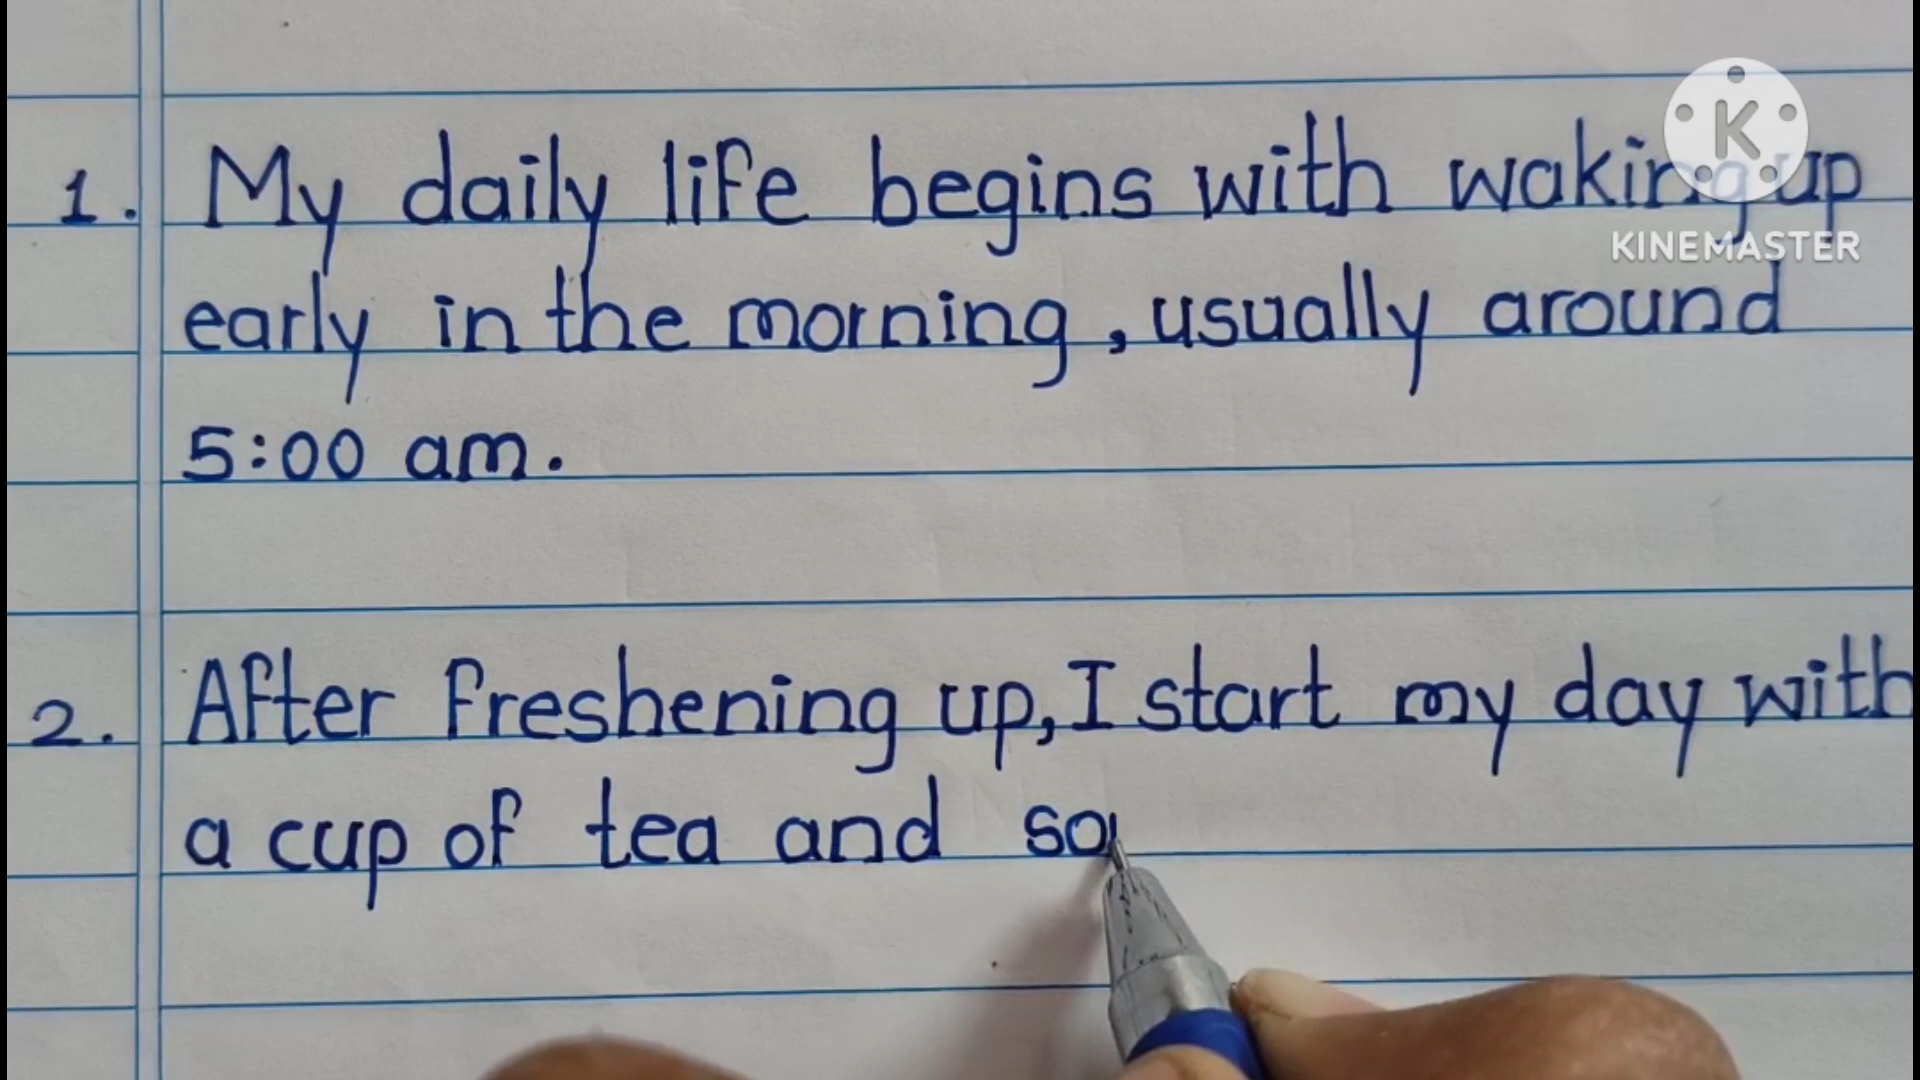 1. My daily life begins with waking up
early in the morning, usually around
5:00 am.
2. After freshening up, I start my day with
a cup of tea and
K
KINEMASTER